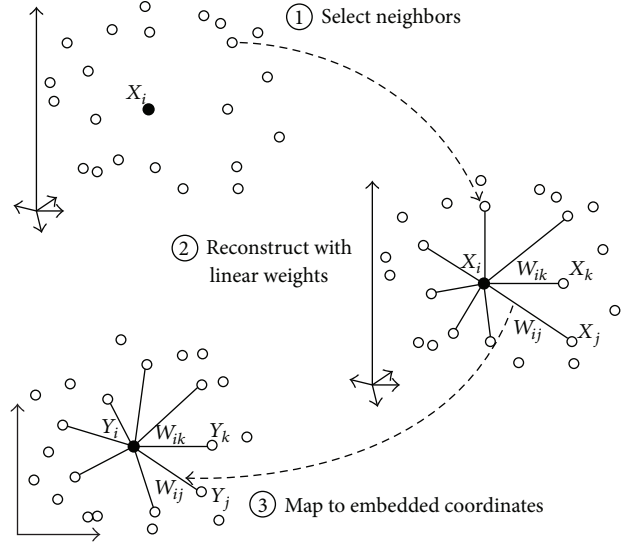 ① Select neighbors
X_i
② Reconstruct with
linear weights
X_i
W_ik
X_k
W_ij
X_j
Y_i
W_ik
Y_k
W_ij
Y_j
③ Map to embedded coordinates